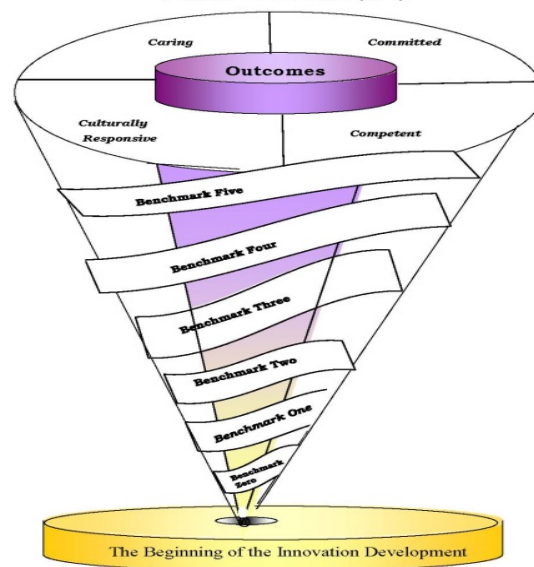 Caring
Committed
Outcomes
Culturally
Responsive
Competent
Benchmark Five
Benchmark Four
Benchmark Three
Benchmark Two
Benchmark One
Benchmark
Zero
The Beginning of the Innovation Development